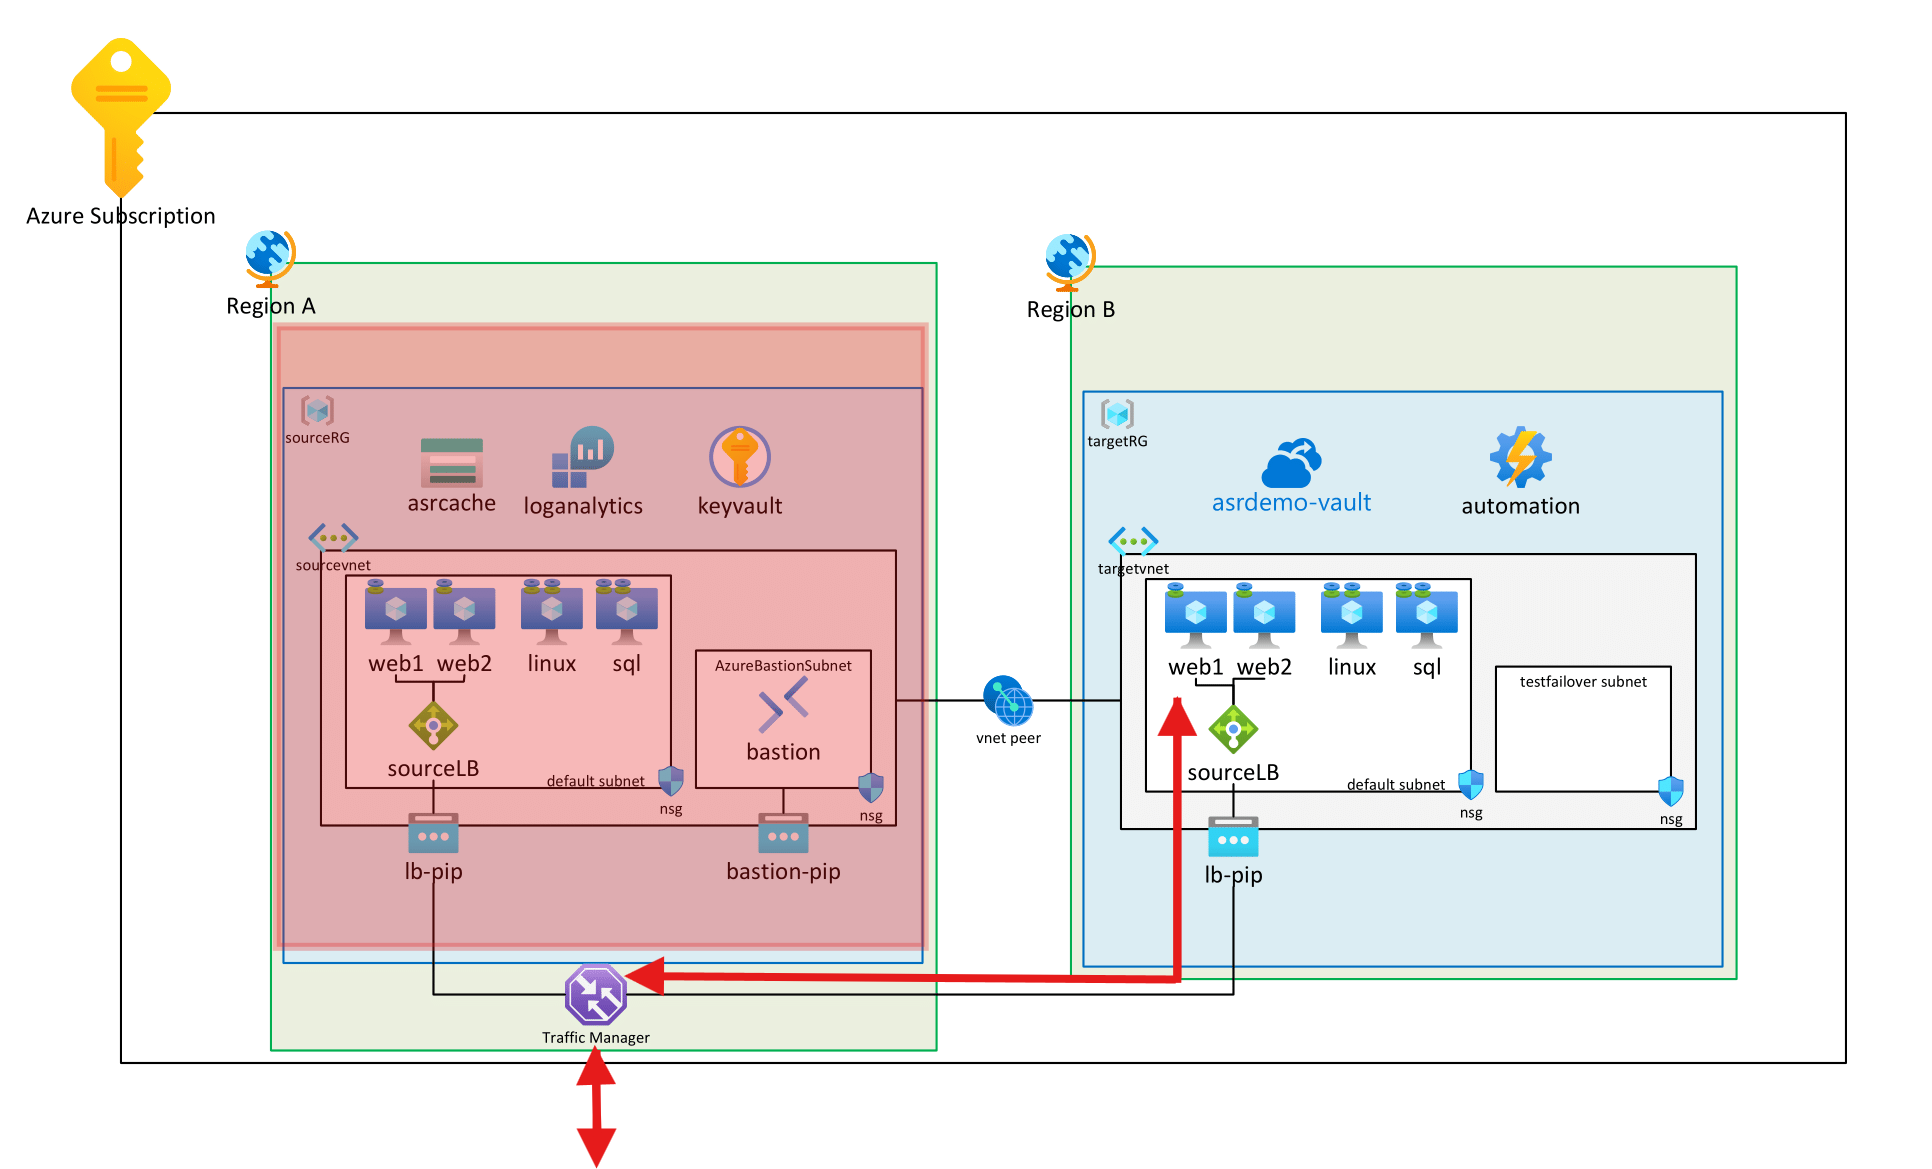 Azure Subscription
Region A
sourceRG
asrcache
loganalytics
keyvault
sourcevnet
web1
web2
linux
sql
AzureBastionSubnet
bastion
sourceLB
default subnet
nsg
nsg
lb-pip
bastion-pip
Traffic Manager
vnet peer
Region B
targetRG
asrdemo-vault
automation
targetvnet
web1
web2
linux
sql
testfailover subnet
sourceLB
default subnet
nsg
nsg
lb-pip